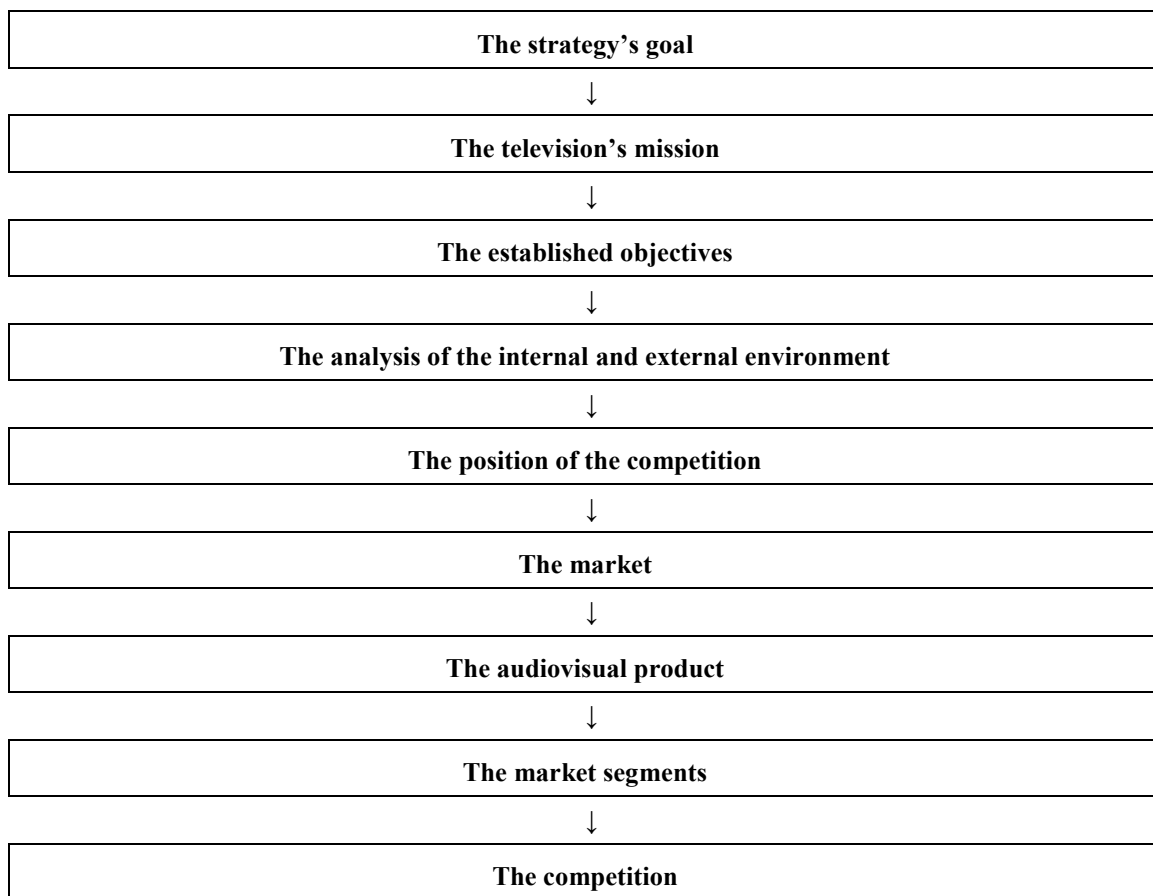 The strategy’s goal
↓
The television’s mission
↓
The established objectives
↓
The analysis of the internal and external environment
↓
The position of the competition
↓
The market
↓
The audiovisual product
↓
The market segments
↓
The competition